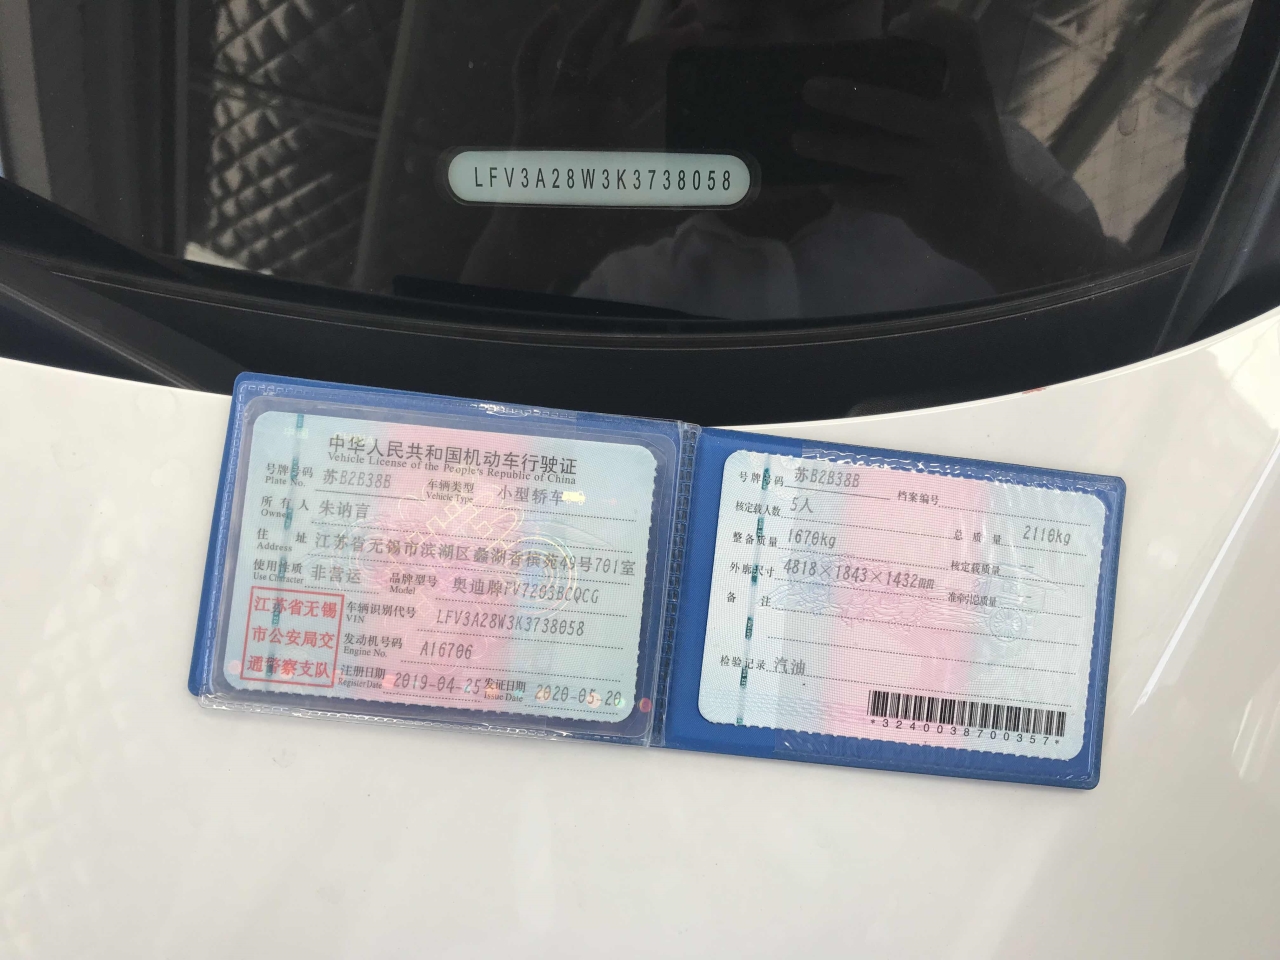 LFV3A28W3K3738058
中华人民共和国机动车行驶证
Vehicle License of the People's Republic of China
号牌号码 苏B2B38B 车辆类型 小型轿车
Plate No. Vehicle Type
所有人 朱讷言
Owner
住址 江苏省无锡市滨湖区蠡湖香槟苑49号701室
Address
使用性质 非营运 品牌型号 奥迪牌FV7203BCQCG
Use Character Model
江苏省无锡
市公安局交
通警察支队
车辆识别代号 LFV3A28W3K3738058
VIN
发动机号码 A16706
Engine No.
注册日期 2019-04-25 发证日期 2020-05-20
Register Date Issue Date
号牌号码 苏B2B38B 档案编号
核定载人数 5人 总质量 2110kg
整备质量 1670kg 核定载质量 --
外廓尺寸 4818×1843×1432mm 准牵引总质量 --
备注
检验记录 汽油
*3240038700357*